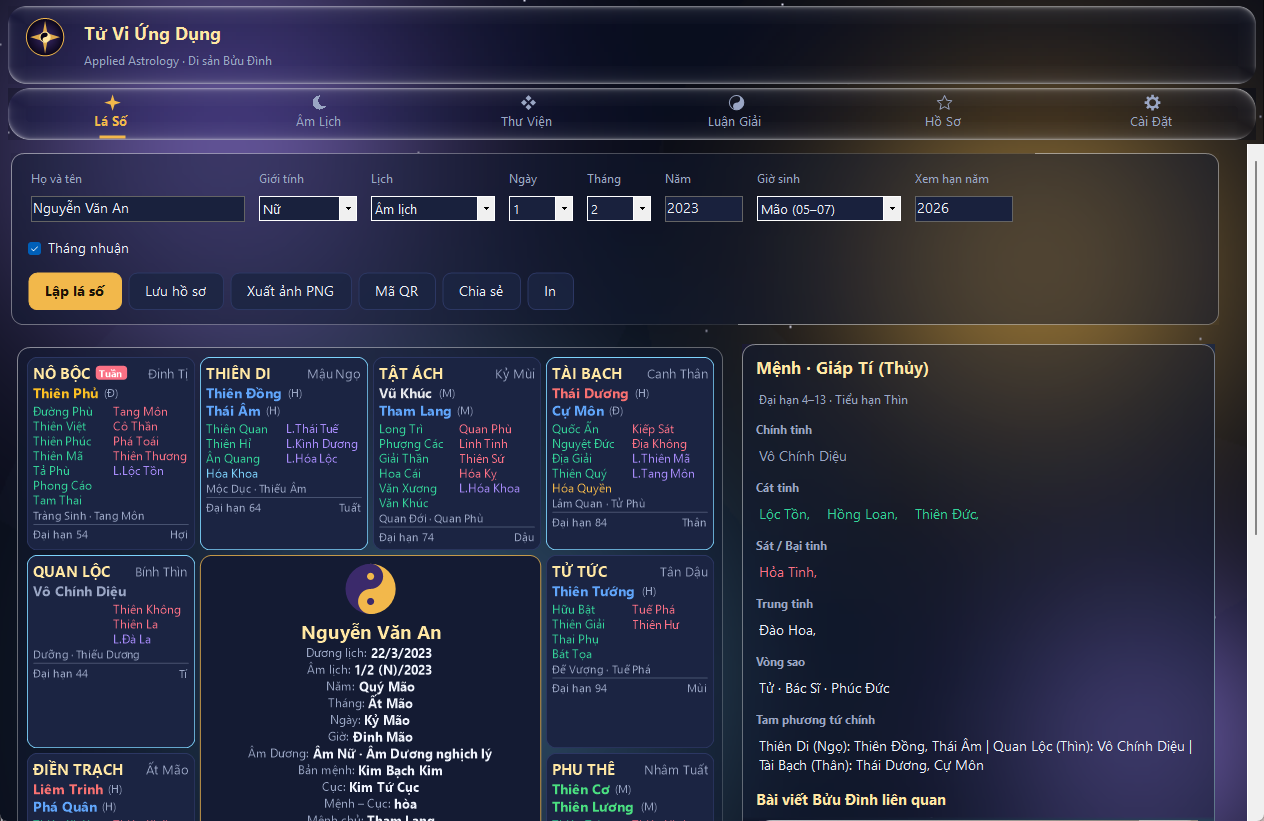 Tử Vi Ứng Dụng
Applied Astrology · Di sản Bửu Đình
Lá Số
Âm Lịch
Thư Viện
Luận Giải
Hồ Sơ
Cài Đặt
Họ và tên
Giới tính
Lịch
Ngày
Tháng
Năm
Giờ sinh
Xem hạn năm
Nguyễn Văn An
Nữ
Âm lịch
1
2
2023
Mão (05–07)
2026
Tháng nhuận
Lập lá số
Lưu hồ sơ
Xuất ảnh PNG
Mã QR
Chia sẻ
In
NÔ BỘC Tuần Đinh Tị
Thiên Phủ (Đ)
Đường Phù Tang Môn
Thiên Việt Cô Thần
Thiên Phúc Phá Toái
Thiên Mã Thiên Thương
Tả Phù L.Lộc Tồn
Phong Cáo
Tam Thai
Tràng Sinh · Tang Môn
Đại hạn 54 Hợi
THIÊN DI Mậu Ngọ
Thiên Đồng (H)
Thái Âm (H)
Thiên Quan L.Thái Tuế
Thiên Hỉ L.Kình Dương
Ân Quang L.Hóa Lộc
Hóa Khoa
Mộc Dục · Thiếu Âm
Đại hạn 64 Tuất
TẬT ÁCH Kỷ Mùi
Vũ Khúc (M)
Tham Lang (M)
Long Trì Quan Phù
Phượng Các Linh Tinh
Giải Thần Thiên Sứ
Hoa Cái Hóa Kỵ
Văn Xương L.Hóa Khoa
Văn Khúc
Quan Đới · Quan Phù
Đại hạn 74 Dậu
TÀI BẠCH Canh Thân
Thái Dương (H)
Cự Môn (Đ)
Quốc Ấn Kiếp Sát
Nguyệt Đức Địa Không
Địa Giải L.Thiên Mã
Thiên Quý L.Tang Môn
Hóa Quyền
Lâm Quan · Tử Phù
Đại hạn 84 Thân
QUAN LỘC Bính Thìn
Vô Chính Diệu
Thiên Không
Thiên La
L.Đà La
Dưỡng · Thiếu Dương
Đại hạn 44 Tí
Nguyễn Văn An
Dương lịch: 22/3/2023
Âm lịch: 1/2 (N)/2023
Năm: Quý Mão
Tháng: Ất Mão
Ngày: Kỷ Mão
Giờ: Đinh Mão
Âm Dương: Âm Nữ · Âm Dương nghịch lý
Bản mệnh: Kim Bạch Kim
Cục: Kim Tứ Cục
Mệnh – Cục: hòa
Mệnh chủ: Tham Lang
TỬ TỨC Tân Dậu
Thiên Tướng (H)
Hữu Bật Tuế Phá
Thiên Giải Thiên Hư
Thai Phụ
Bát Tọa
Đế Vượng · Tuế Phá
Đại hạn 94 Mùi
ĐIỀN TRẠCH Ất Mão
Liêm Trinh (H)
Phá Quân (H)
PHU THÊ Nhâm Tuất
Thiên Cơ (M)
Thiên Lương (M)
Mệnh · Giáp Tí (Thủy)
Đại hạn 4–13 · Tiểu hạn Thìn
Chính tinh
Vô Chính Diệu
Cát tinh
Lộc Tồn, Hồng Loan, Thiên Đức,
Sát / Bại tinh
Hỏa Tinh,
Trung tinh
Đào Hoa,
Vòng sao
Tử · Bác Sĩ · Phúc Đức
Tam phương tứ chính
Thiên Di (Ngọ): Thiên Đồng, Thái Âm | Quan Lộc (Thìn): Vô Chính Diệu |
Tài Bạch (Thân): Thái Dương, Cự Môn
Bài viết Bửu Đình liên quan